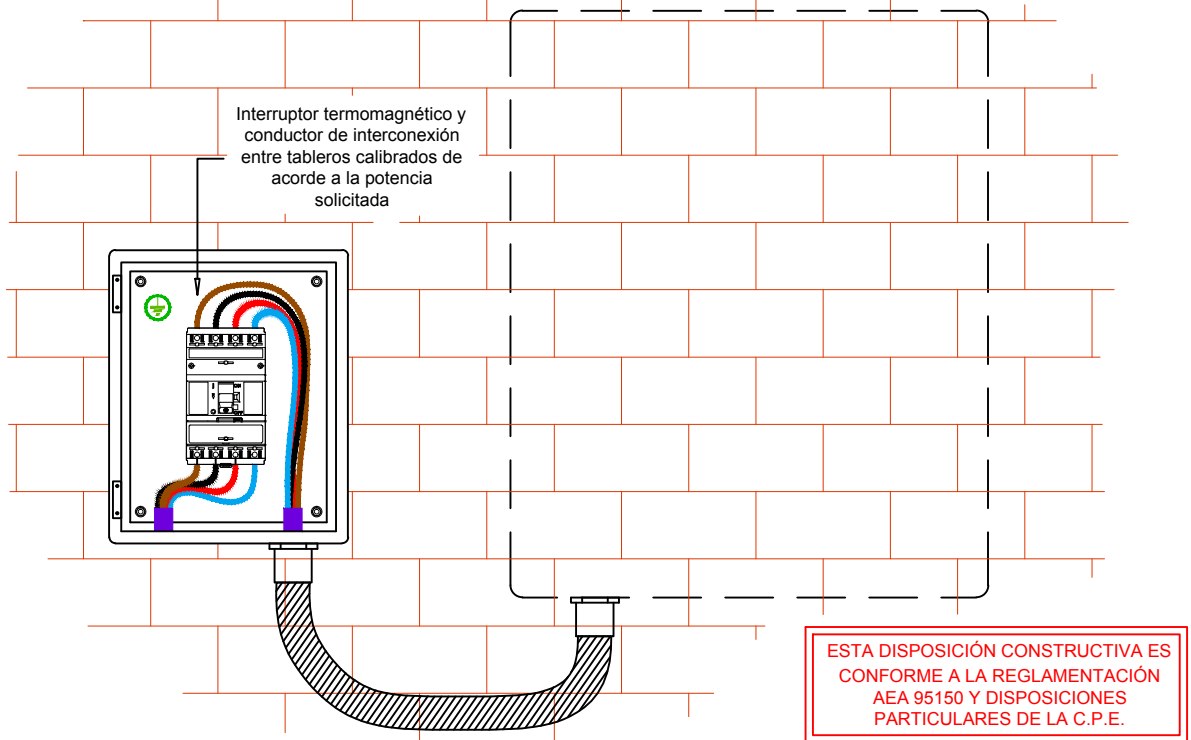 Interruptor termomagnético y
conductor de interconexión
entre tableros calibrados de
acorde a la potencia
solicitada
ESTA DISPOSICIÓN CONSTRUCTIVA ES
CONFORME A LA REGLAMENTACIÓN
AEA 95150 Y DISPOSICIONES
PARTICULARES DE LA C.P.E.